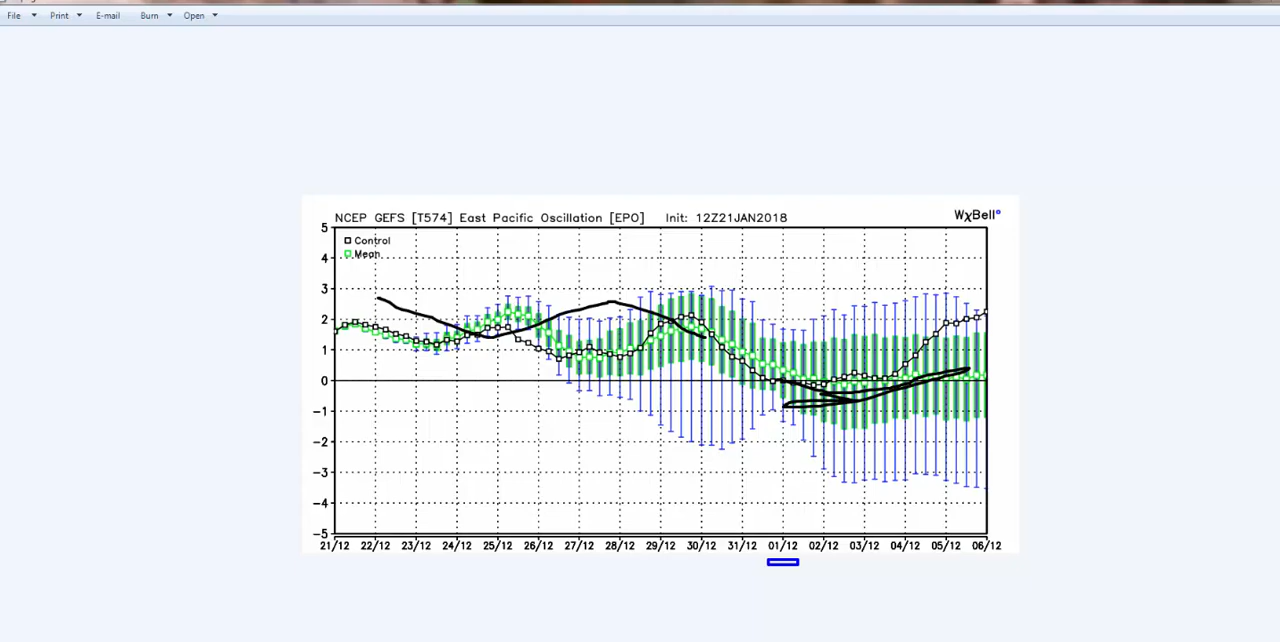 File Print E-mail Burn Open
NCEP GEFS [T574] East Pacific Oscillation [EPO] Init: 12Z21JAN2018
WxBell
5
Control
Mean
4
3
2
1
0
-1
-2
-3
-4
-5
21/12 22/12 23/12 24/12 25/12 26/12 27/12 28/12 29/12 30/12 31/12 01/12 02/12 03/12 04/12 05/12 06/12